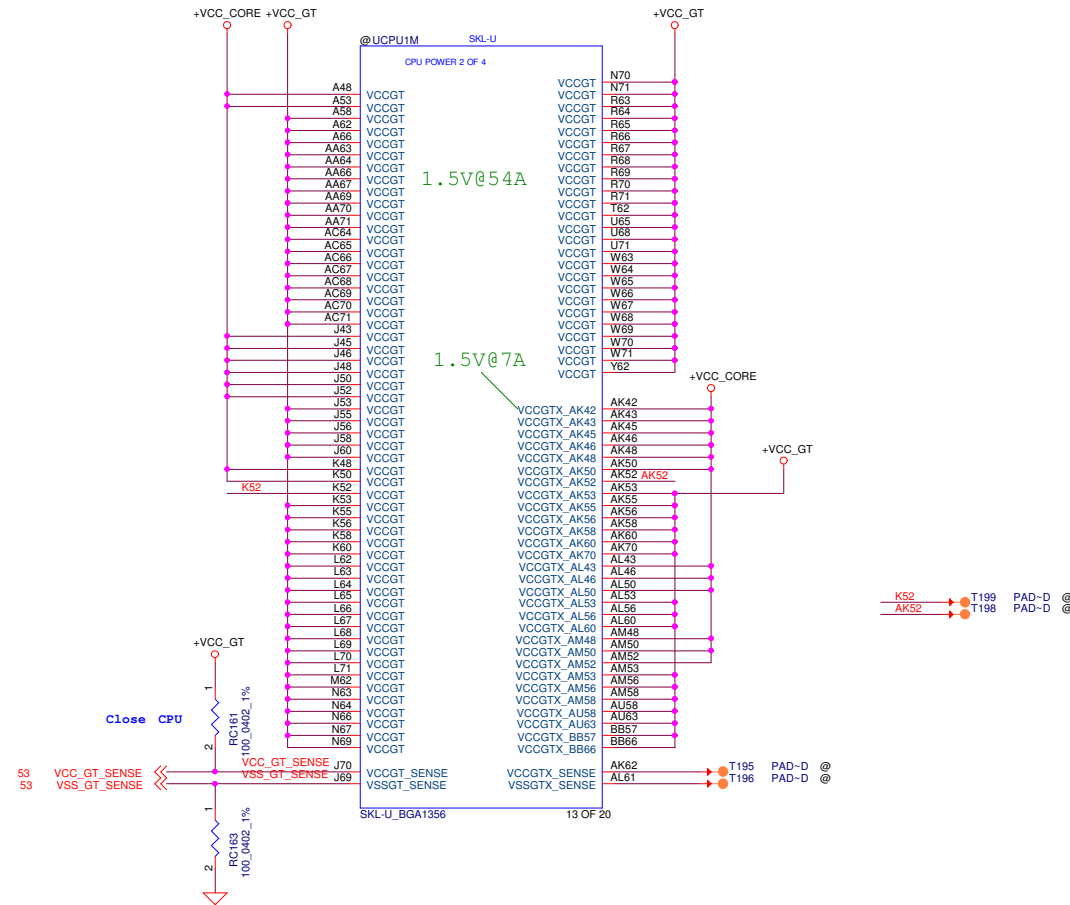 +VCC_CORE +VCC_GT
+VCC_GT
@ UCPU1M SKL-U
CPU POWER 2 OF 4
A48 VCCGT
A53 VCCGT
A58 VCCGT
A62 VCCGT
A66 VCCGT
AA63 VCCGT
AA64 VCCGT
AA66 VCCGT
AA67 VCCGT
AA69 VCCGT
AA70 VCCGT
AA71 VCCGT
AC64 VCCGT
AC65 VCCGT
AC66 VCCGT
AC67 VCCGT
AC68 VCCGT
AC69 VCCGT
AC70 VCCGT
AC71 VCCGT
J43 VCCGT
J45 VCCGT
J46 VCCGT
J48 VCCGT
J50 VCCGT
J52 VCCGT
J53 VCCGT
J55 VCCGT
J56 VCCGT
J58 VCCGT
J60 VCCGT
K48 VCCGT
K50 VCCGT
K52 K52 VCCGT
K53 VCCGT
K55 VCCGT
K56 VCCGT
K58 VCCGT
K60 VCCGT
L62 VCCGT
L63 VCCGT
L64 VCCGT
L65 VCCGT
L66 VCCGT
L67 VCCGT
L68 VCCGT
L69 VCCGT
L70 VCCGT
L71 VCCGT
M62 VCCGT
N63 VCCGT
N64 VCCGT
N66 VCCGT
N67 VCCGT
N69 VCCGT
1.5V@54A
1.5V@7A
VCCGT N70
VCCGT N71
VCCGT R63
VCCGT R64
VCCGT R65
VCCGT R66
VCCGT R67
VCCGT R68
VCCGT R69
VCCGT R70
VCCGT R71
VCCGT T62
VCCGT U65
VCCGT U68
VCCGT U71
VCCGT W63
VCCGT W64
VCCGT W65
VCCGT W66
VCCGT W67
VCCGT W68
VCCGT W69
VCCGT W70
VCCGT W71
VCCGT Y62
+VCC_CORE
+VCC_GT
VCCGTX_AK42 AK42
VCCGTX_AK43 AK43
VCCGTX_AK45 AK45
VCCGTX_AK46 AK46
VCCGTX_AK48 AK48
VCCGTX_AK50 AK50
VCCGTX_AK52 AK52 AK52
VCCGTX_AK53 AK53
VCCGTX_AK55 AK55
VCCGTX_AK56 AK56
VCCGTX_AK58 AK58
VCCGTX_AK60 AK60
VCCGTX_AK70 AK70
VCCGTX_AL43 AL43
VCCGTX_AL46 AL46
VCCGTX_AL50 AL50
VCCGTX_AL53 AL53
VCCGTX_AL56 AL56
VCCGTX_AL60 AL60
VCCGTX_AM48 AM48
VCCGTX_AM50 AM50
VCCGTX_AM52 AM52
VCCGTX_AM53 AM53
VCCGTX_AM56 AM56
VCCGTX_AM58 AM58
VCCGTX_AU58 AU58
VCCGTX_AU63 AU63
VCCGTX_BB57 BB57
VCCGTX_BB66 BB66
K52 T199 PAD~D @
AK52 T198 PAD~D @
+VCC_GT
1
Close CPU
RC161
100_0402_1%
2
53 VCC_GT_SENSE VCC_GT_SENSE J70 VCCGT_SENSE
53 VSS_GT_SENSE VSS_GT_SENSE J69 VSSGT_SENSE
VCCGTX_SENSE AK62 T195 PAD~D @
VSSGTX_SENSE AL61 T196 PAD~D @
SKL-U_BGA1356 13 OF 20
1
RC163
100_0402_1%
2